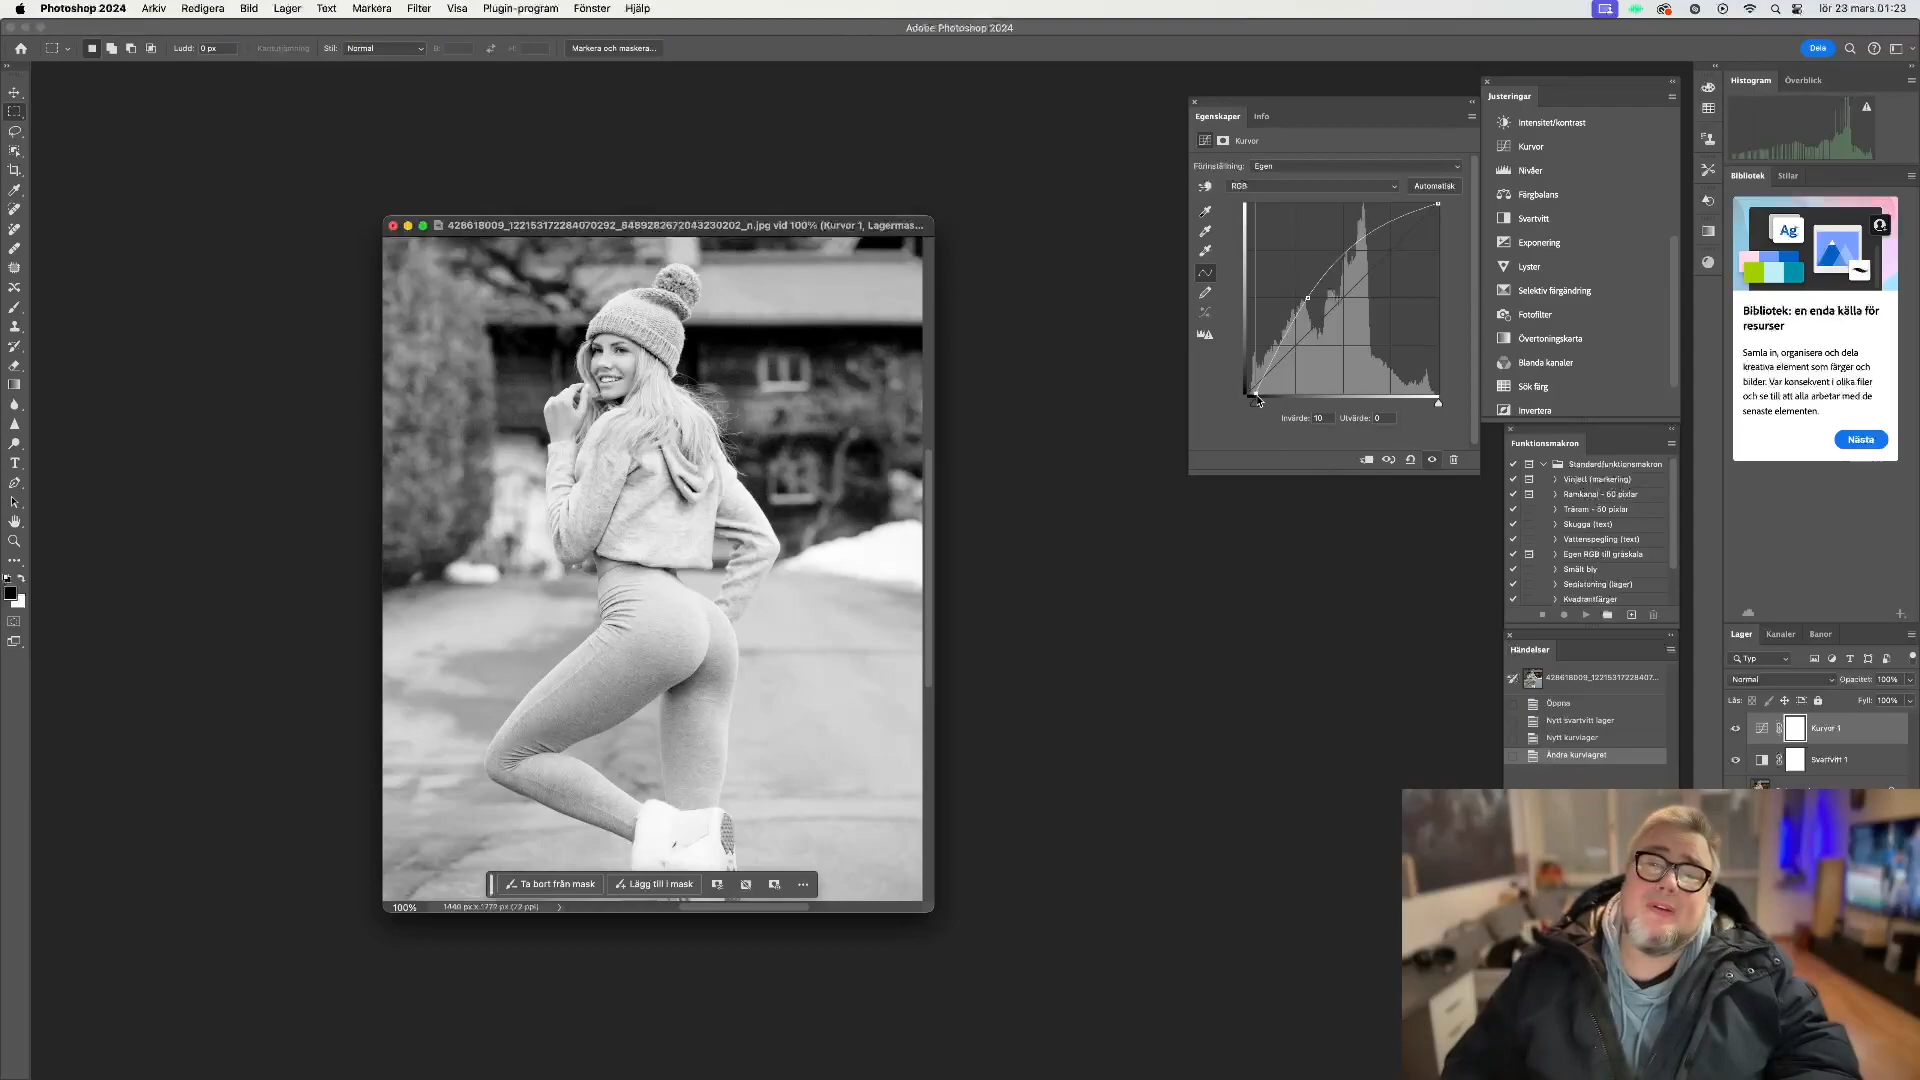 Photoshop 2024 Arkiv Redigera Bild Lager Text Markera Filter Visa Plugin-program Fönster Hjälp
lör 23 mars 01:23
Adobe Photoshop 2024
Ludd: 0 px Kantutjämning Stil: Normal B: H: Markera och maskera...
Dela
428618009_122153172284070292_8489282672043230202_n.jpg vid 100% (Kurvor 1, Lagermas...
Ta bort från mask Lägg till i mask
100% 1440 px x 1772 px (72 ppi)
Egenskaper Info
Kurvor
Förinställning: Egen
RGB Automatisk
Invärde: 10 Utvärde: 0
Justeringar
Intensitet/kontrast
Kurvor
Nivåer
Färgbalans
Svartvitt
Exponering
Lyster
Selektiv färgändring
Fotofilter
Övertoningskarta
Blanda kanaler
Sök färg
Invertera
Funktionsmakron
Standardfunktionsmakron
Vinjett (markering)
Ramkanal - 50 pixlar
Träram - 50 pixlar
Skugga (text)
Vattenspegling (text)
Egen RGB till gråskala
Smält bly
Sepiatoning (lager)
Kvadrantfärger
Händelser
428618009_12215317228407...
Öppna
Nytt svartvitt lager
Nytt kurvlager
Ändra kurvlagret
Histogram Överblick
Bibliotek Stilar
Ag
Bibliotek: en enda källa för
resurser
Samla in, organisera och dela
kreativa element som färger och
bilder. Var konsekvent i olika filer
och se till att alla arbetar med de
senaste elementen.
Nästa
Lager Kanaler Banor
Typ
Normal Opacitet: 100%
Lås: Fyll: 100%
Kurvor 1
Svartvitt 1